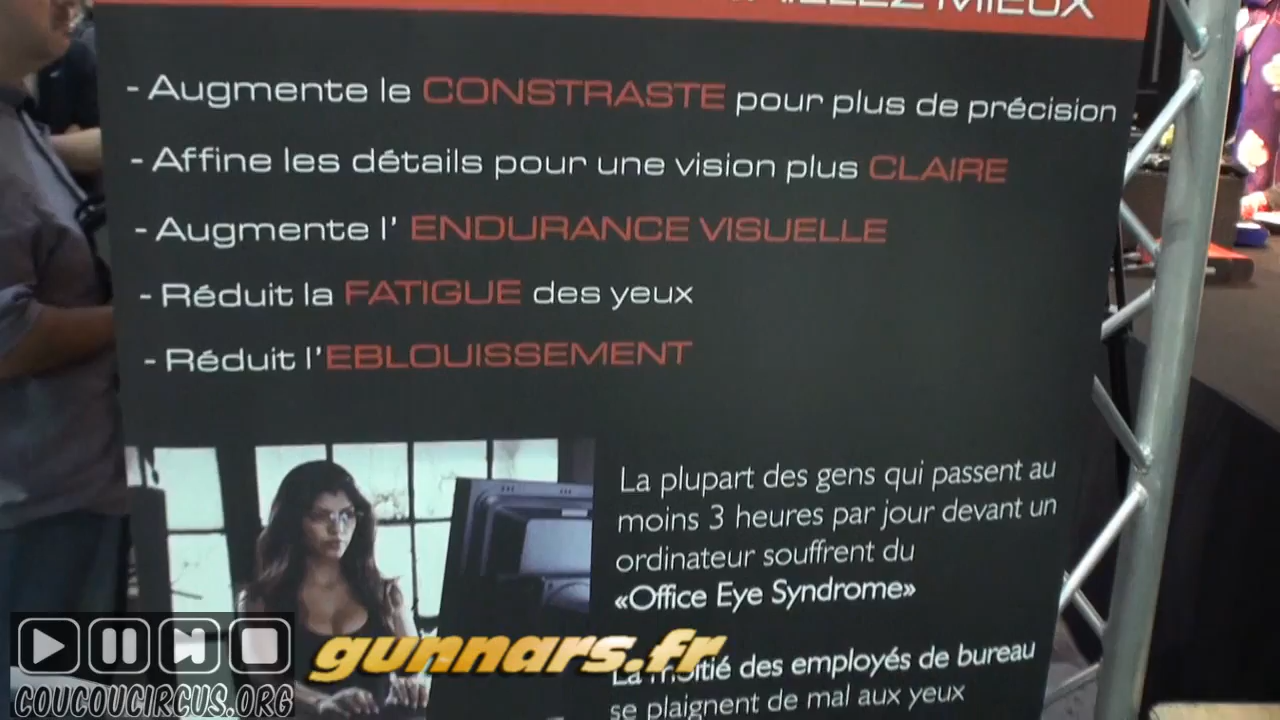 MIEUX
- Augmente le CONSTRASTE pour plus de précision
- Affine les détails pour une vision plus CLAIRE
- Augmente l' ENDURANCE VISUELLE
- Réduit la FATIGUE des yeux
- Réduit l'EBLOUISSEMENT
La plupart des gens qui passent au
moins 3 heures par jour devant un
ordinateur souffrent du
«Office Eye Syndrome»
La moitié des employés de bureau
se plaignent de mal aux yeux
gunnars.fr
COUCOUCIRCUS.ORG